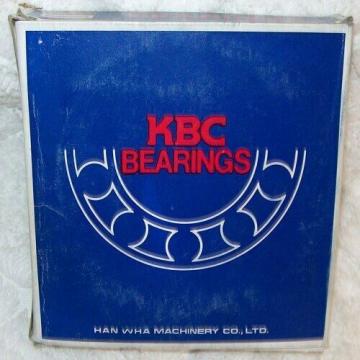 KBC
BEARINGS
HAN WHA MACHINERY CO., LTD.